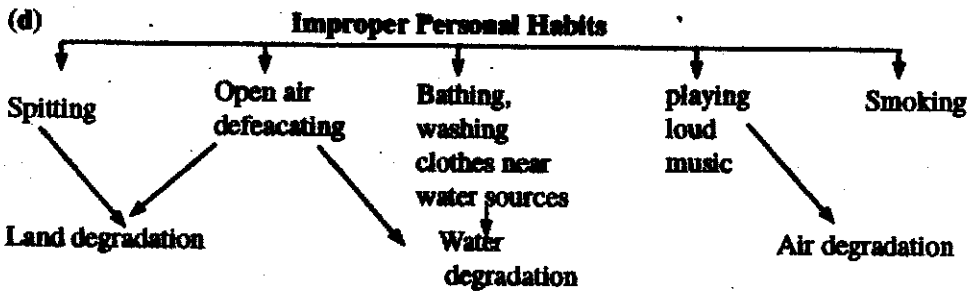 (d) Improper Personal Habits
Spitting
Open air
defeacating
Bathing,
washing
clothes near
water sources
playing
loud
music
Smoking
Land degradation
Water
degradation
Air degradation